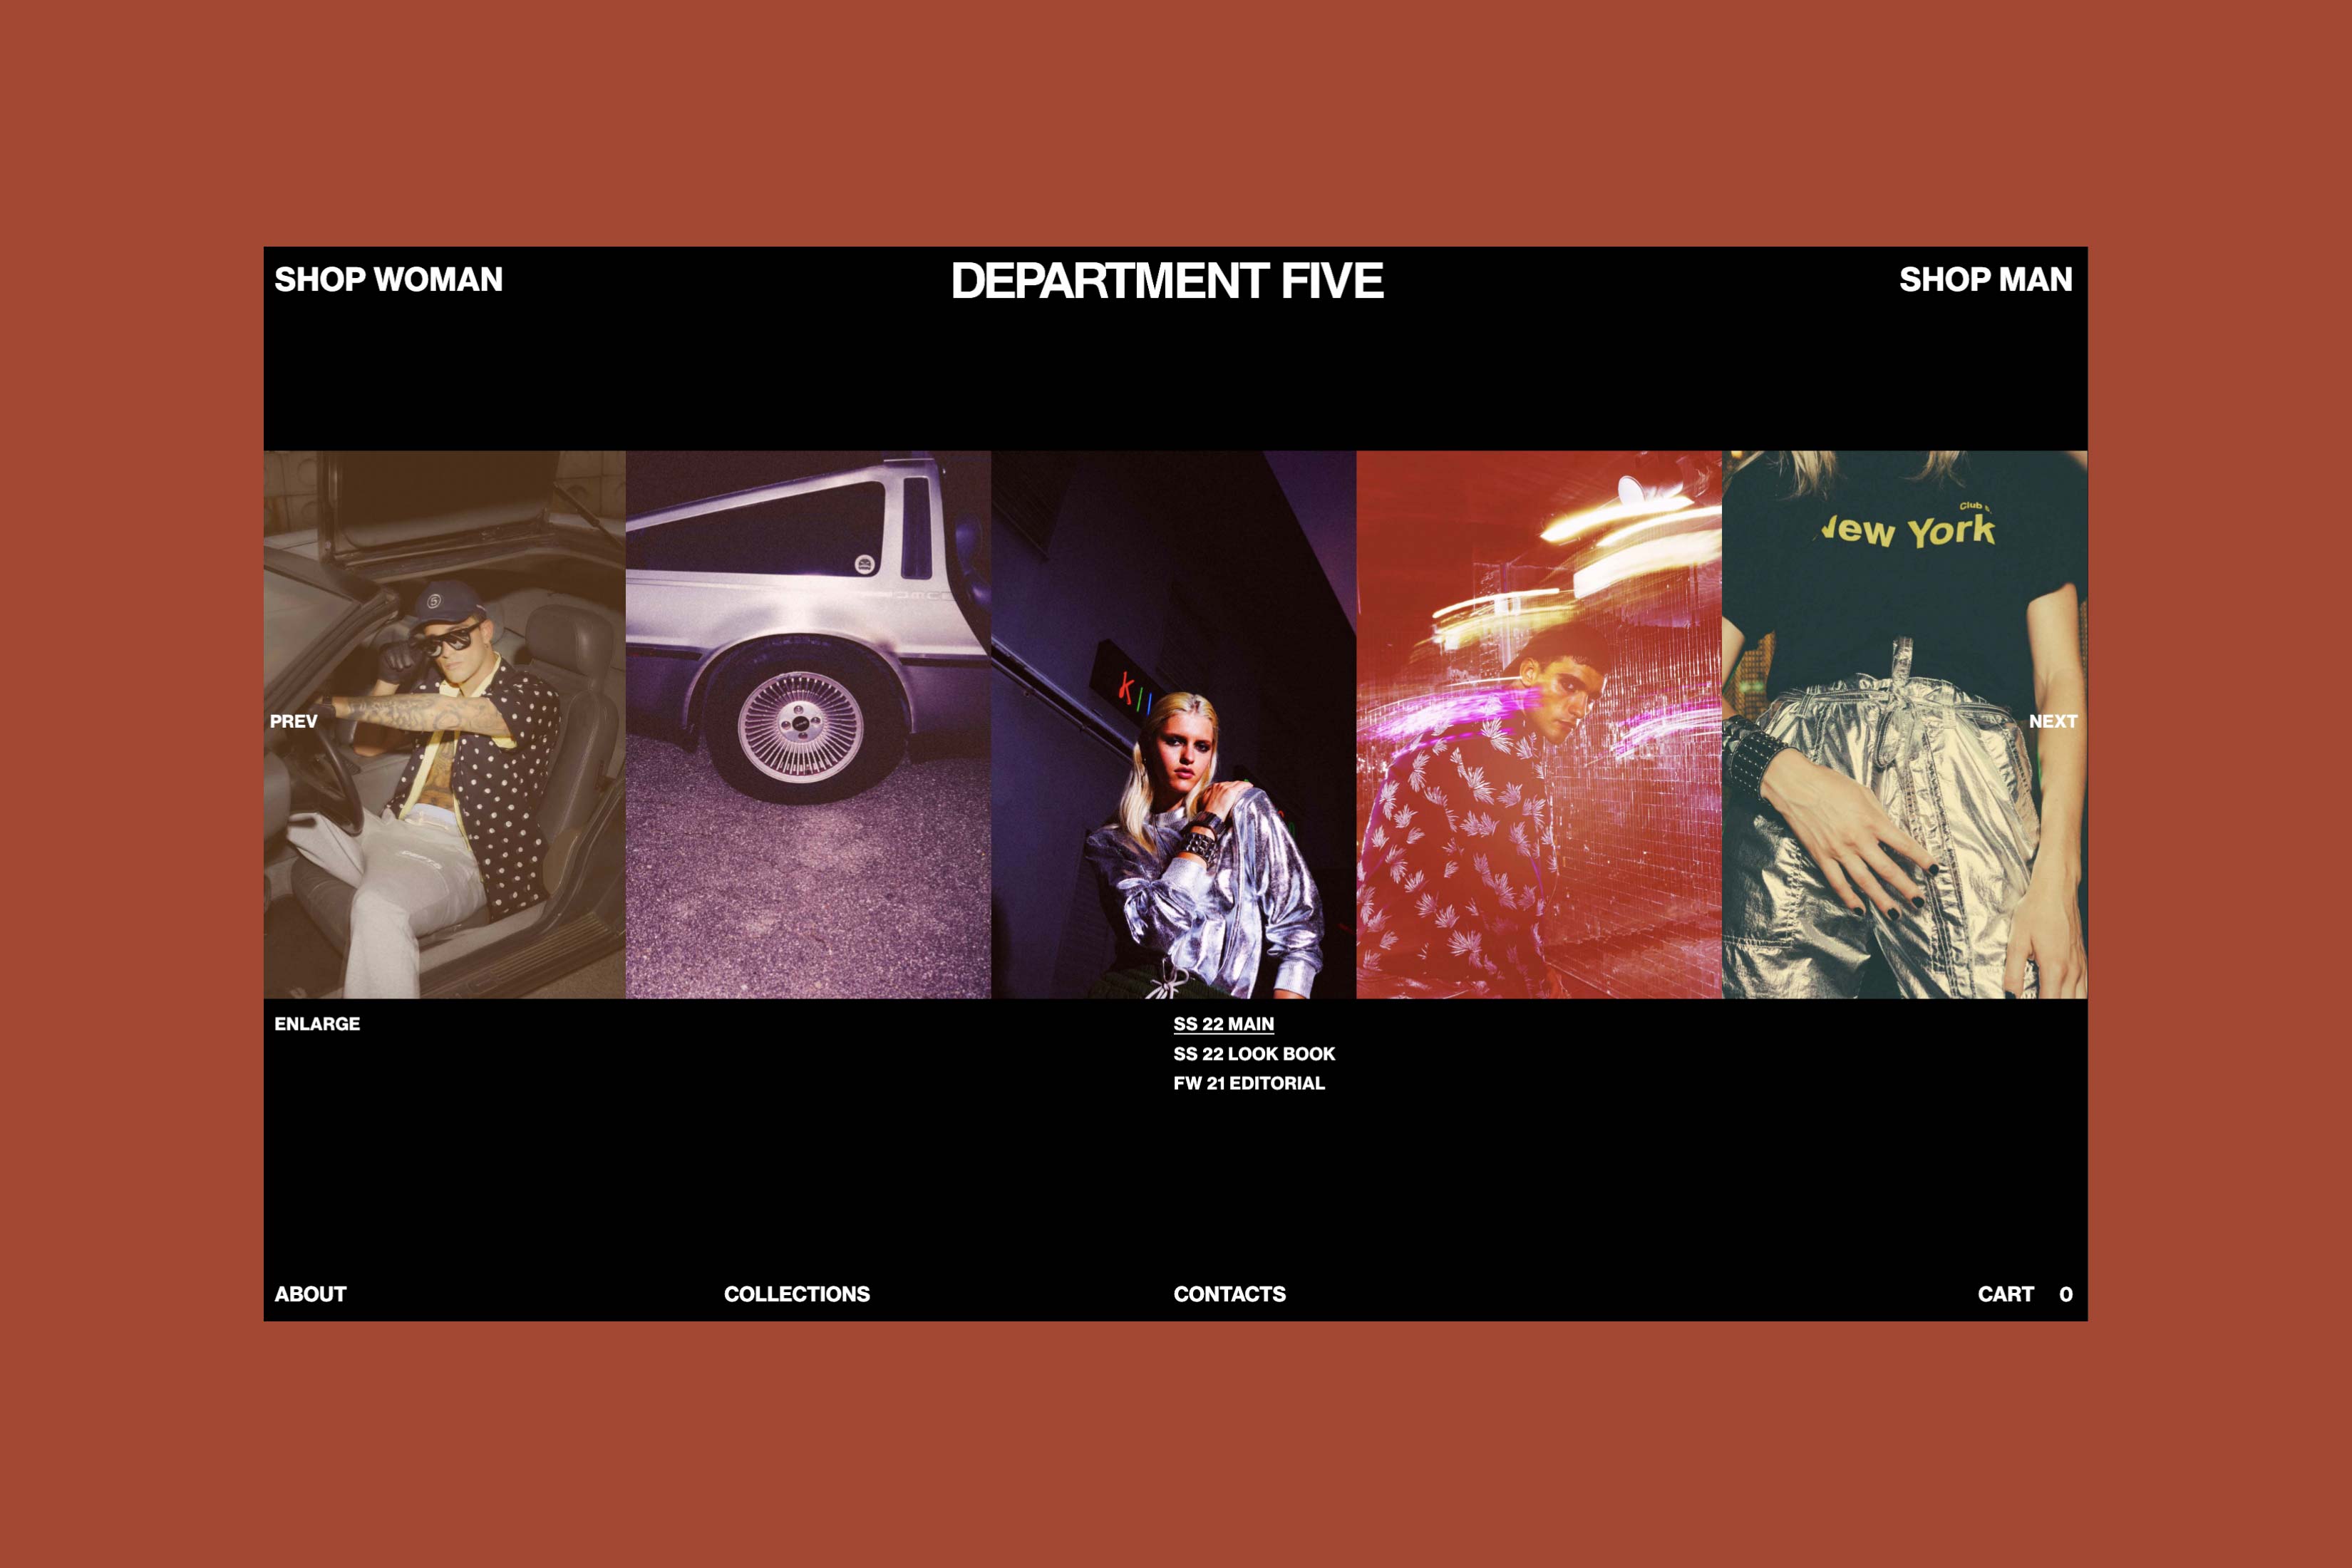 SHOP WOMAN
DEPARTMENT FIVE
SHOP MAN
Club
New York
5
PREV
NEXT
ENLARGE
SS 22 MAIN
SS 22 LOOK BOOK
FW 21 EDITORIAL
ABOUT
COLLECTIONS
CONTACTS
CART 0